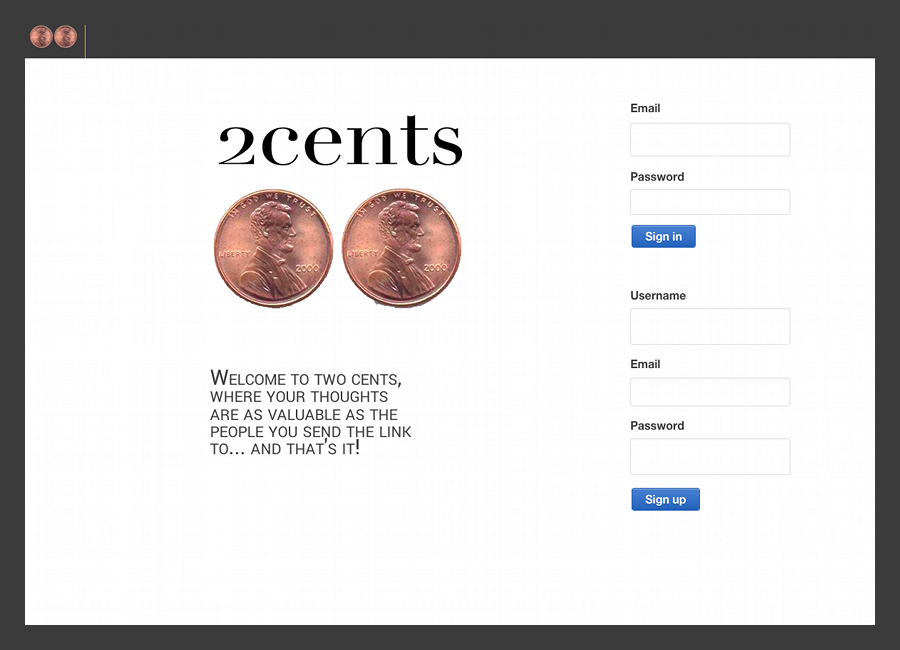 2cents
IN GOD WE TRUST
LIBERTY
2000
IN GOD WE TRUST
LIBERTY
2000
Welcome to two cents,
where your thoughts
are as valuable as the
people you send the link
to... and that's it!
Email
Password
Sign in
Username
Email
Password
Sign up